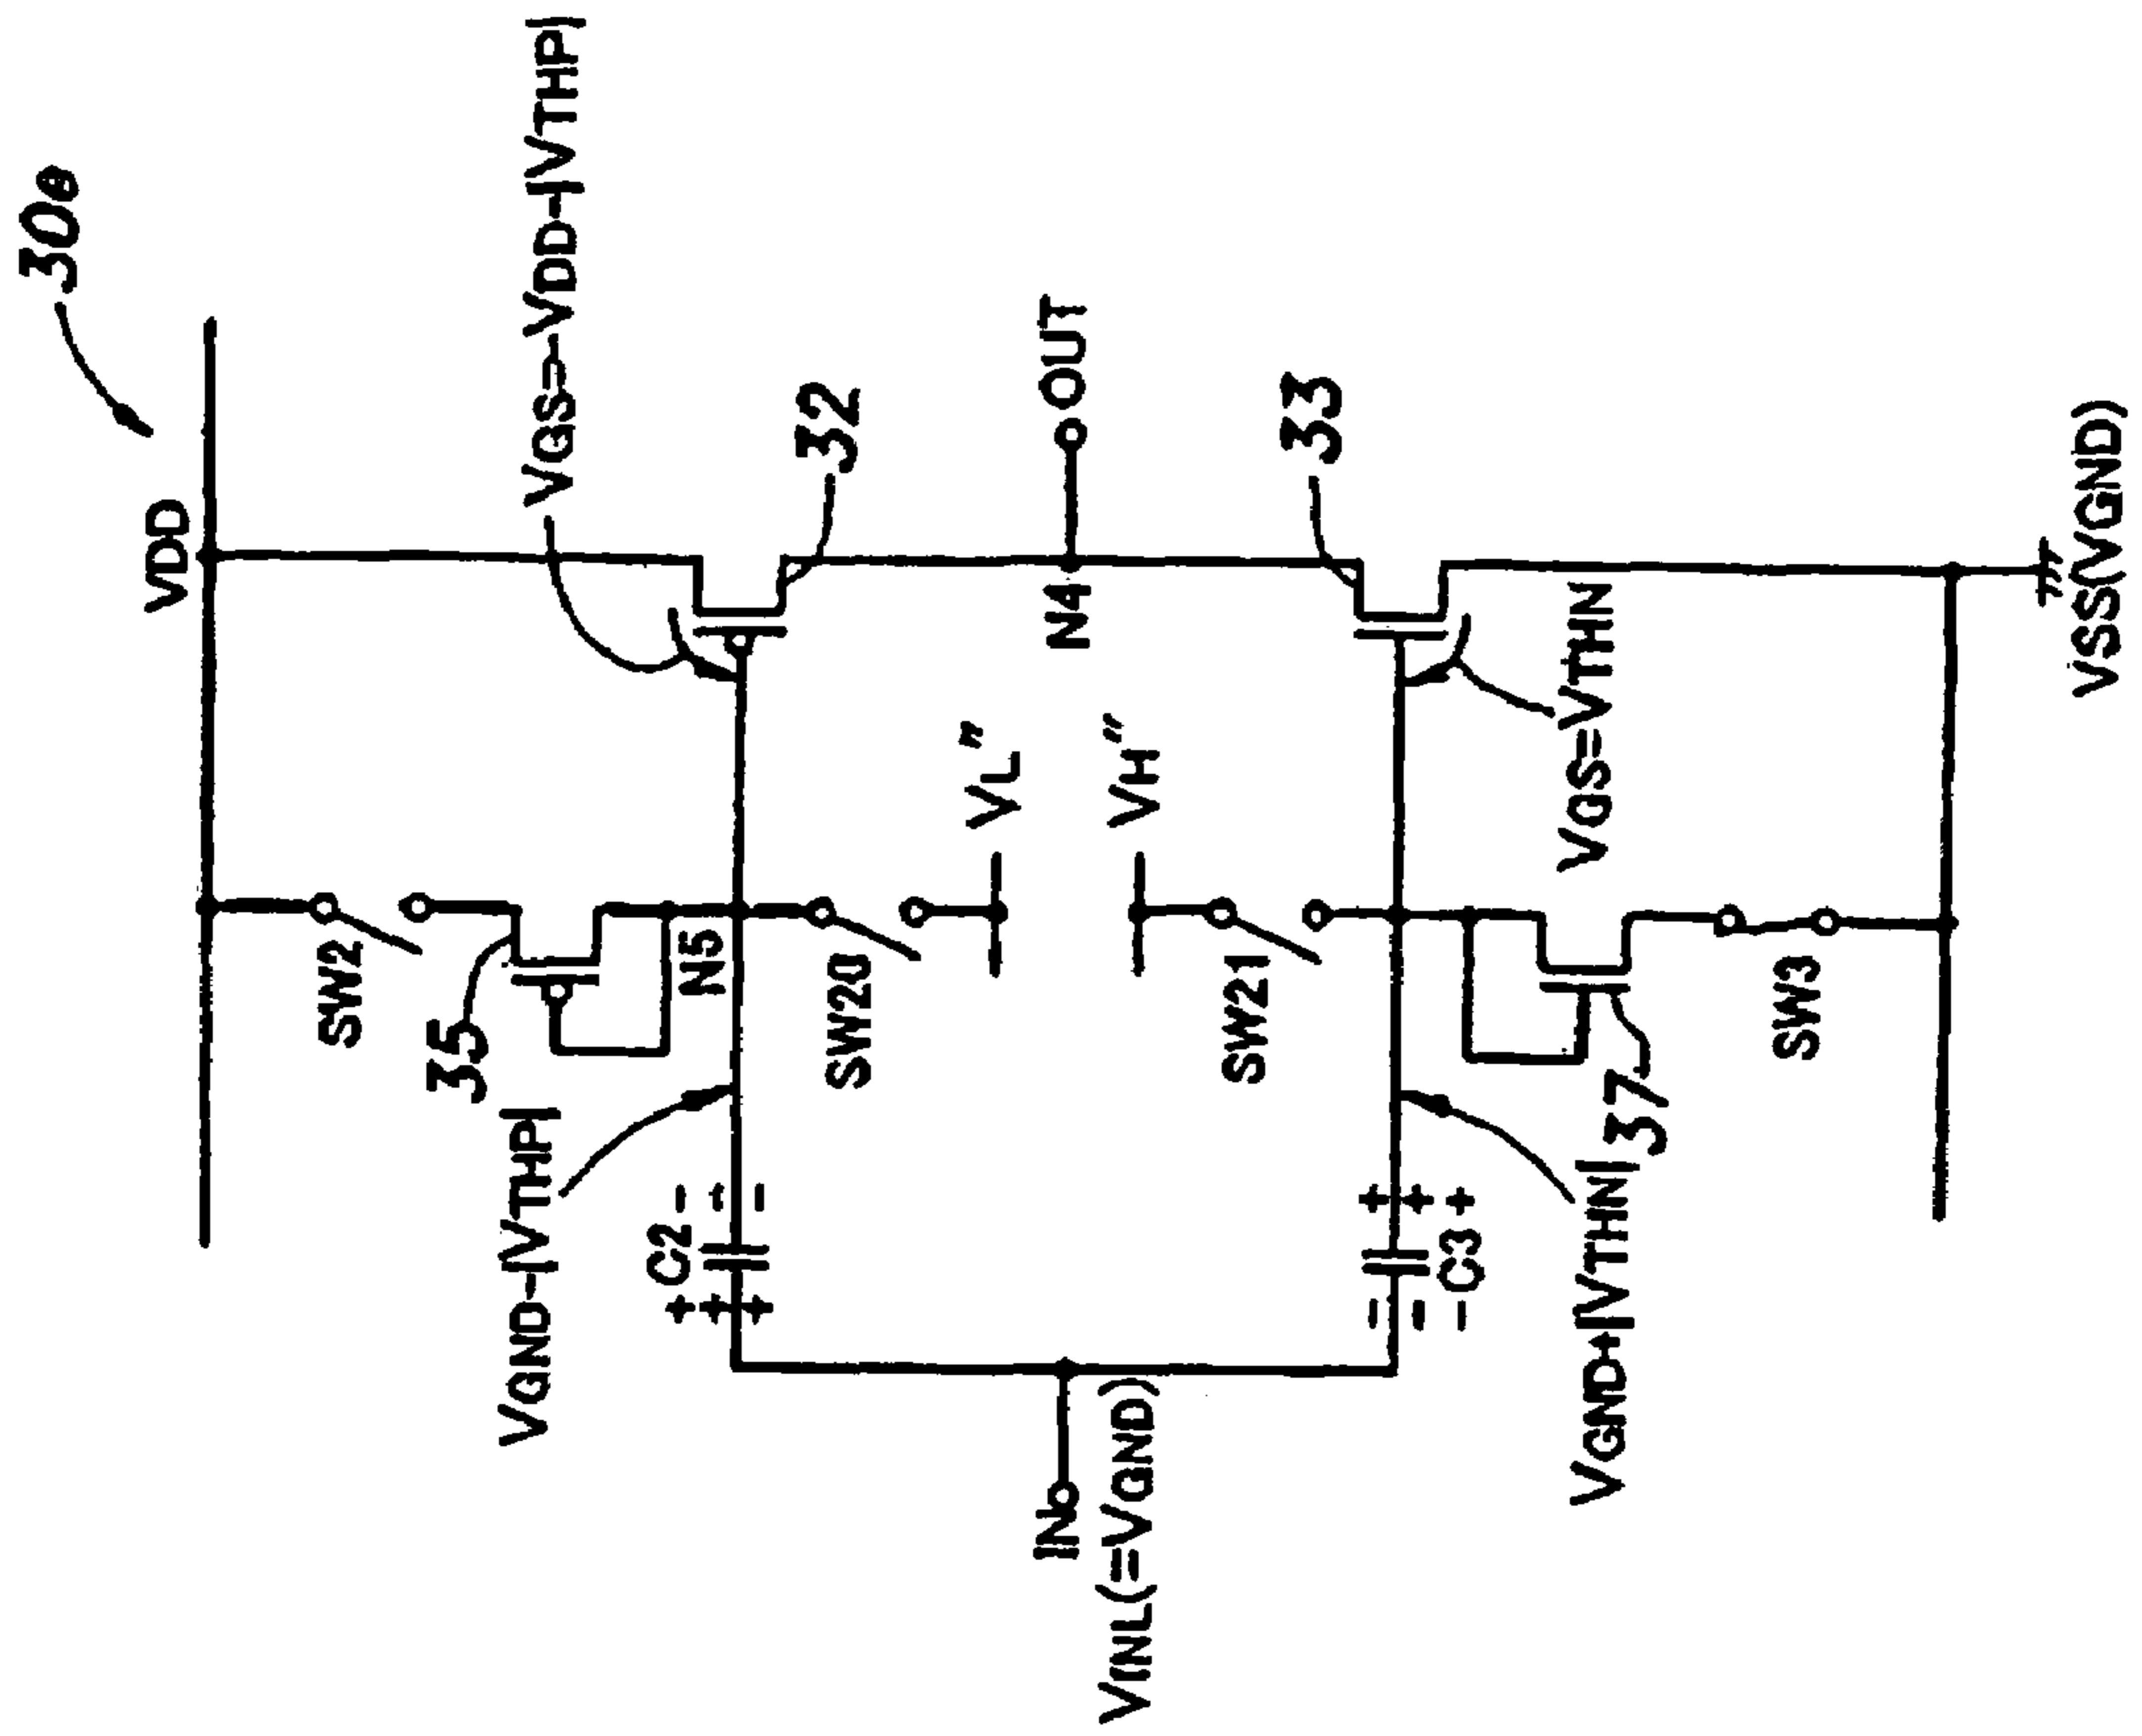 30e
VDD
VGS=-VDD-|VTHP|
32
SW2
35
N5
VGND-|VTHP|
C2
- - -
+ + +
SW20
VL"
N4
OUT
IN
VINL(=VGND)
VH"
SW21
33
+ + +
- - -
C3
VGS=VTHN
37
VGND+|VTHN|
SW3
VSS(VGND)